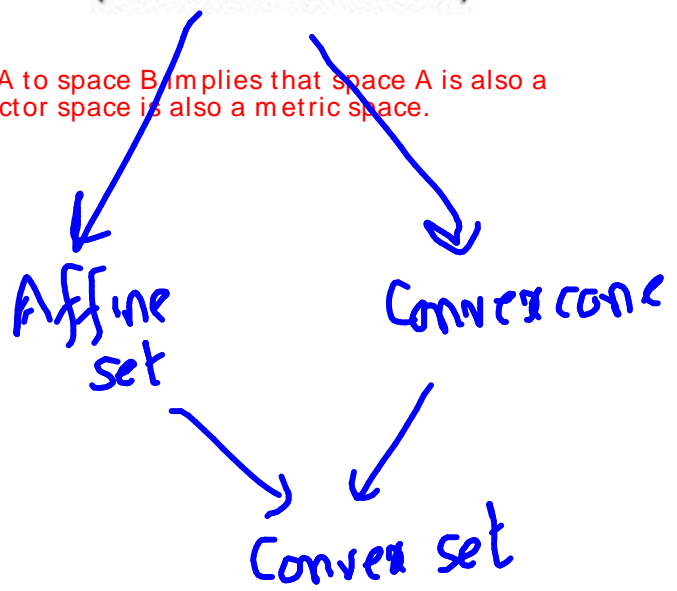 A to space B implies that space A is also a
ctor space is also a metric space.
Affine
set
Convex cone
Convex set